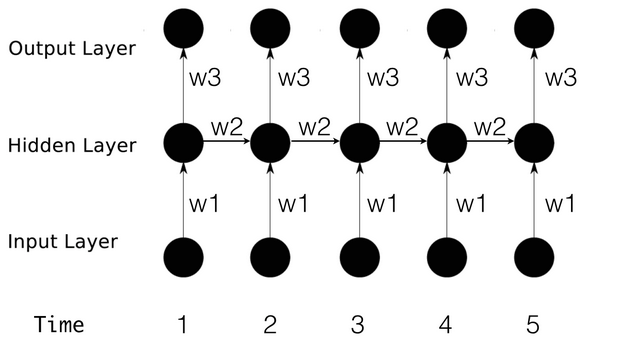 Output Layer
w3 w3 w3 w3 w3
w2 w2 w2 w2
Hidden Layer
w1 w1 w1 w1 w1
Input Layer
Time 1 2 3 4 5